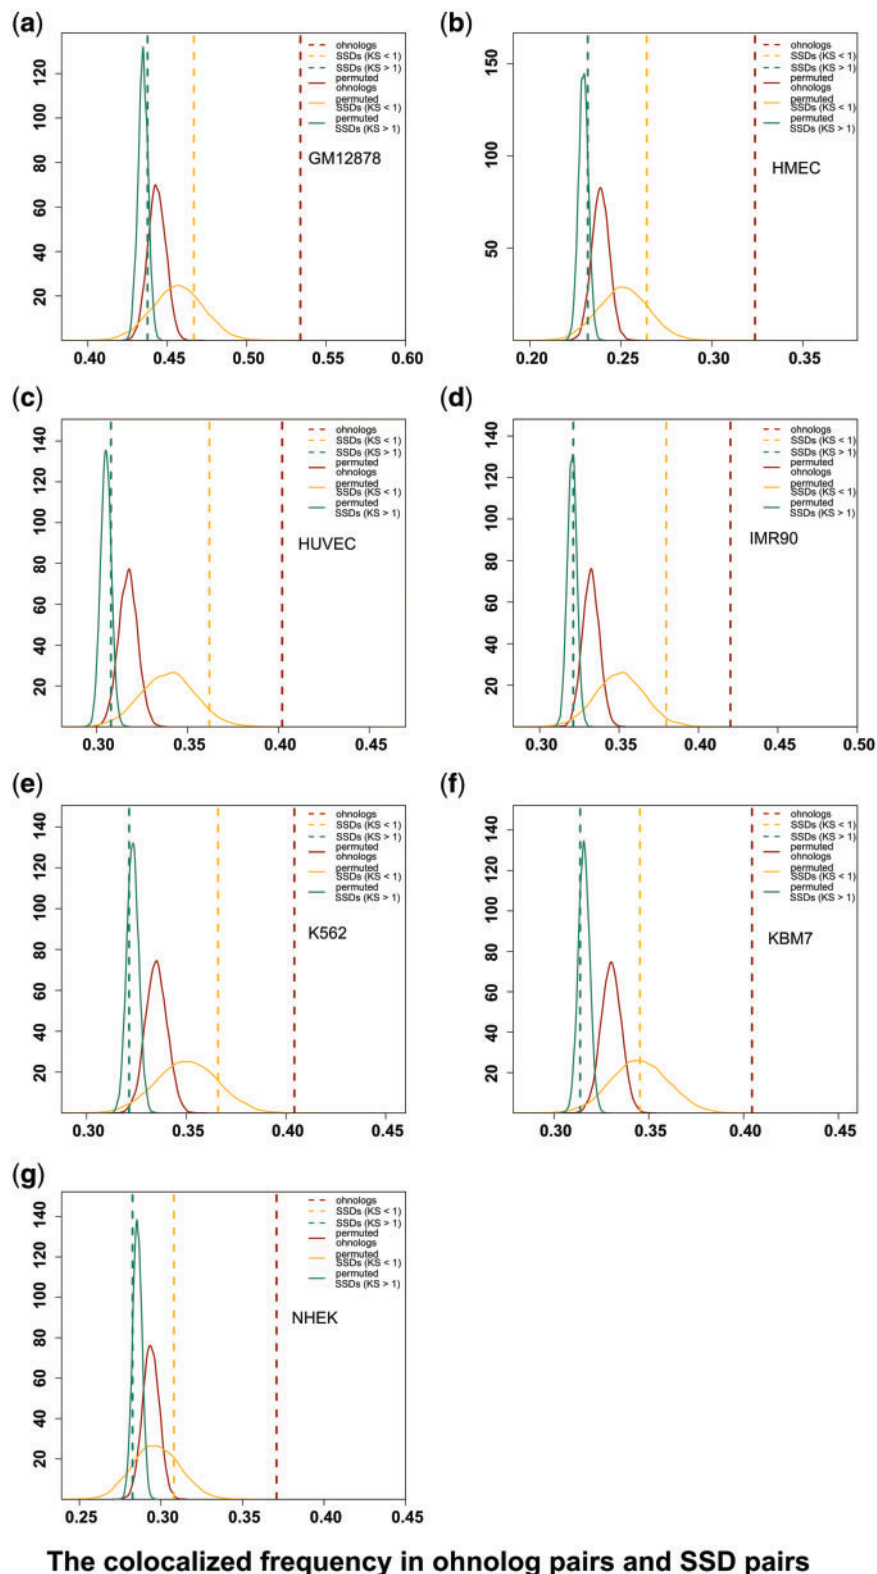 (a)
120
100
80
60
40
20
0.40 0.45 0.50 0.55 0.60
ohnologs
SSDs (KS < 1)
SSDs (KS > 1)
permuted
ohnologs
permuted
SSDs (KS < 1)
permuted
SSDs (KS > 1)
GM12878
(b)
150
100
50
0.20 0.25 0.30 0.35
ohnologs
SSDs (KS < 1)
SSDs (KS > 1)
permuted
ohnologs
permuted
SSDs (KS < 1)
permuted
SSDs (KS > 1)
HMEC
(c)
140
120
100
80
60
40
20
0.30 0.35 0.40 0.45
ohnologs
SSDs (KS < 1)
SSDs (KS > 1)
permuted
ohnologs
permuted
SSDs (KS < 1)
permuted
SSDs (KS > 1)
HUVEC
(d)
140
120
100
80
60
40
20
0.30 0.35 0.40 0.45 0.50
ohnologs
SSDs (KS < 1)
SSDs (KS > 1)
permuted
ohnologs
permuted
SSDs (KS < 1)
permuted
SSDs (KS > 1)
IMR90
(e)
140
120
100
80
60
40
20
0.30 0.35 0.40 0.45
ohnologs
SSDs (KS < 1)
SSDs (KS > 1)
permuted
ohnologs
permuted
SSDs (KS < 1)
permuted
SSDs (KS > 1)
K562
(f)
140
120
100
80
60
40
20
0.30 0.35 0.40 0.45
ohnologs
SSDs (KS < 1)
SSDs (KS > 1)
permuted
ohnologs
permuted
SSDs (KS < 1)
permuted
SSDs (KS > 1)
KBM7
(g)
140
120
100
80
60
40
20
0.25 0.30 0.35 0.40 0.45
ohnologs
SSDs (KS < 1)
SSDs (KS > 1)
permuted
ohnologs
permuted
SSDs (KS < 1)
permuted
SSDs (KS > 1)
NHEK
The colocalized frequency in ohnolog pairs and SSD pairs